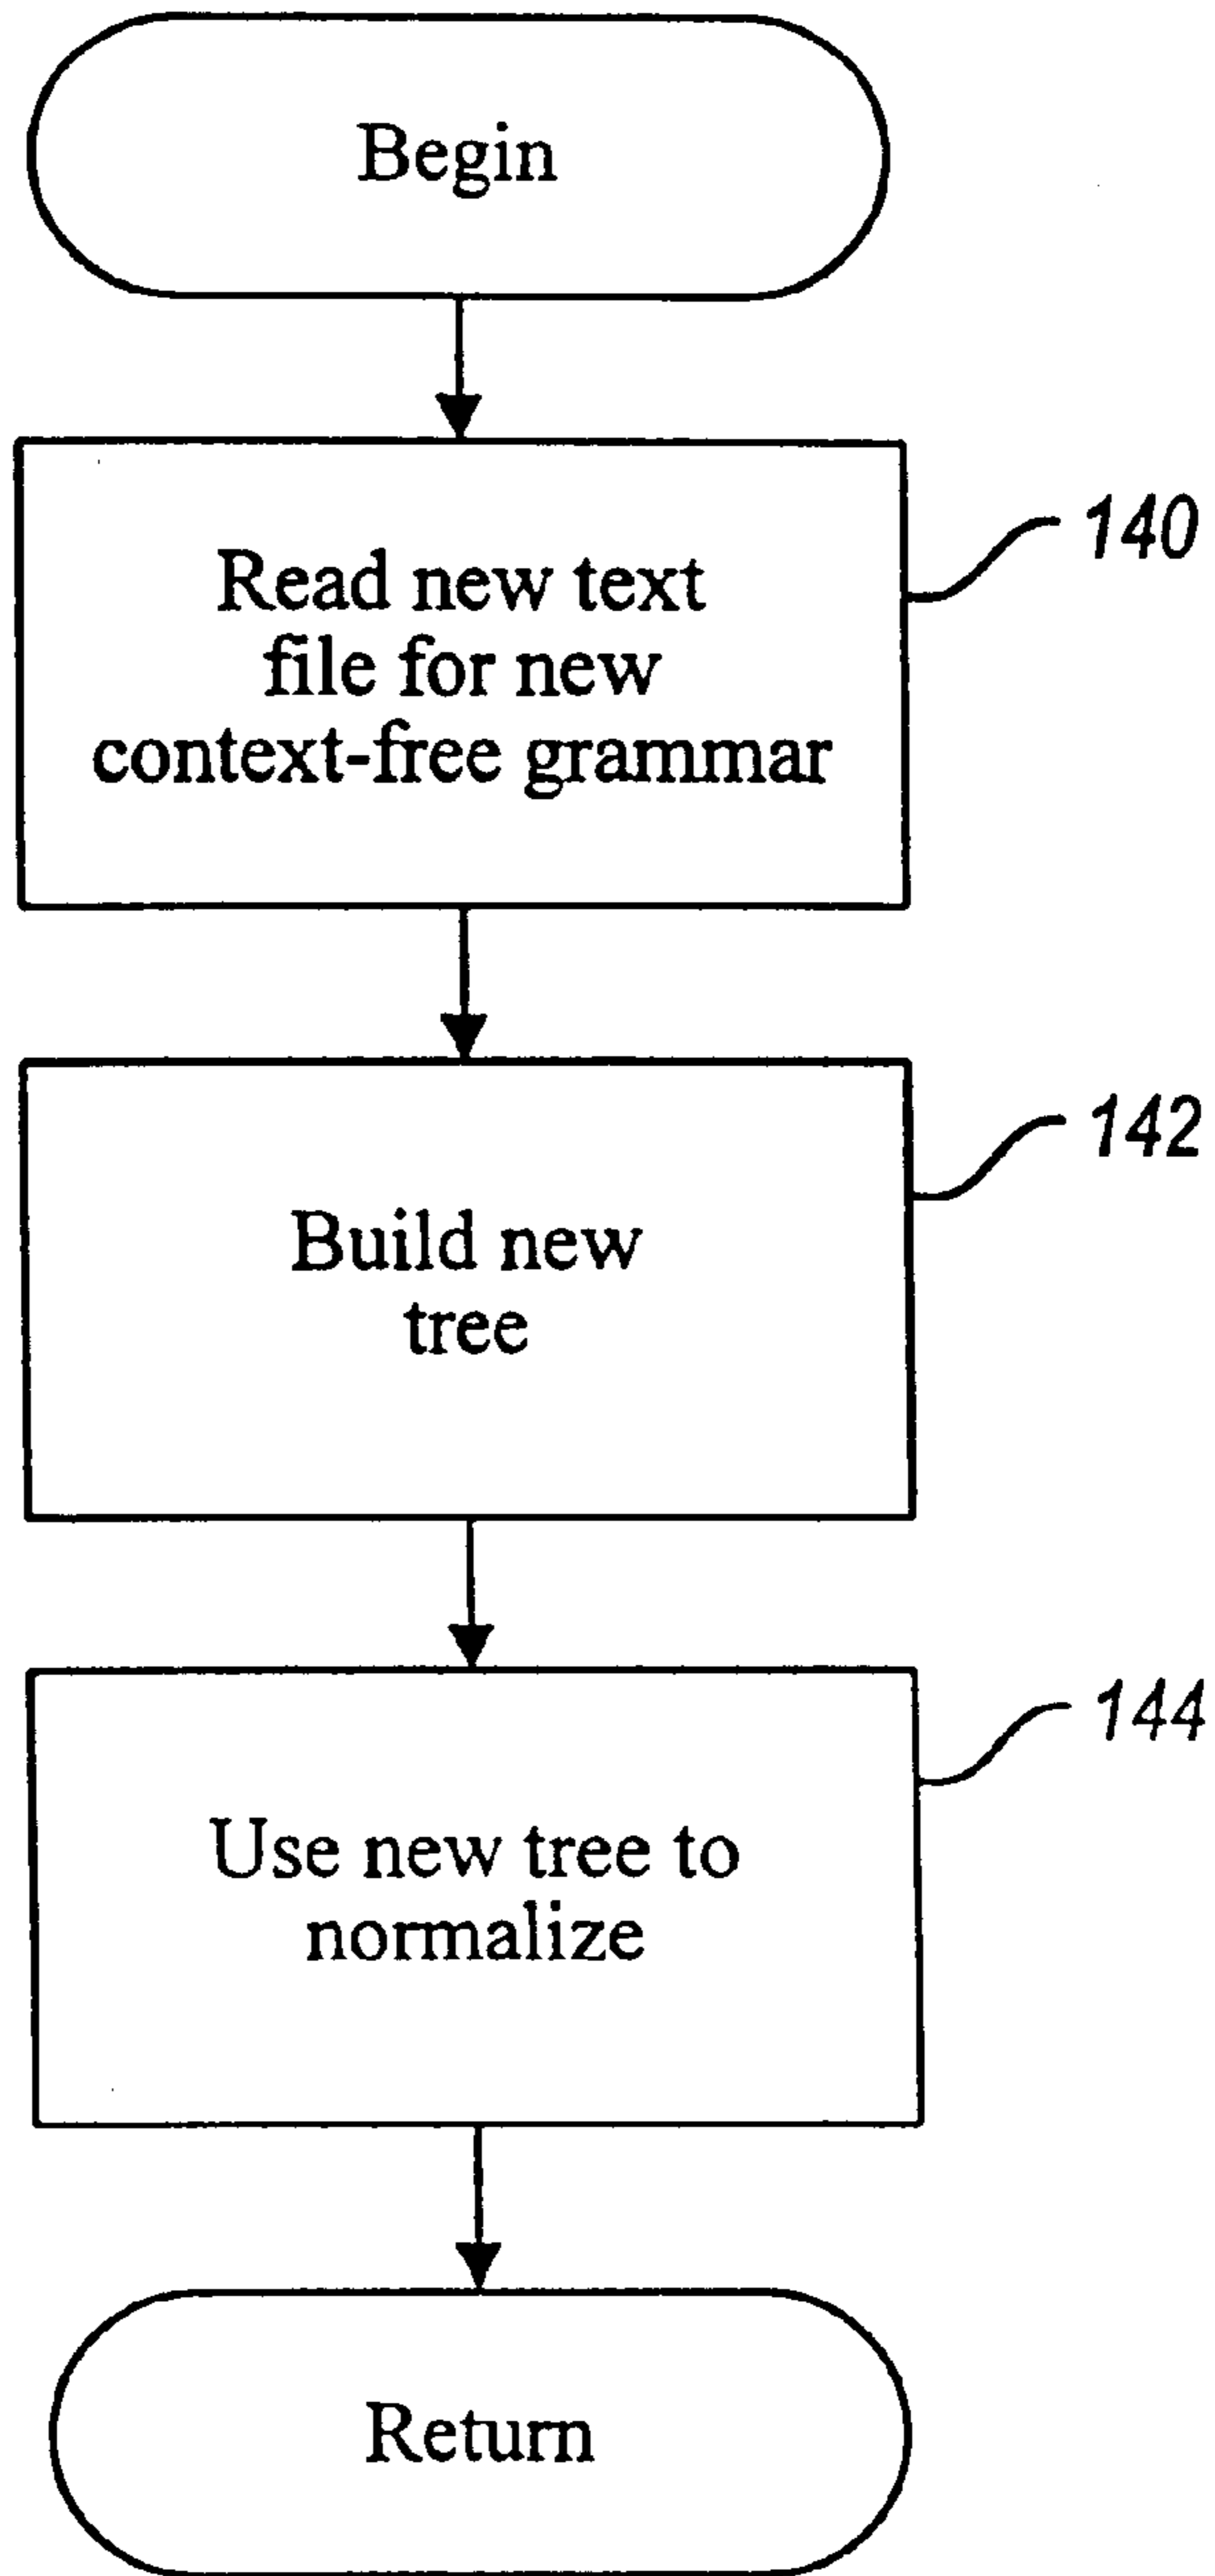 Begin
Read new text
file for new
context-free grammar
140
Build new
tree
142
Use new tree to
normalize
144
Return